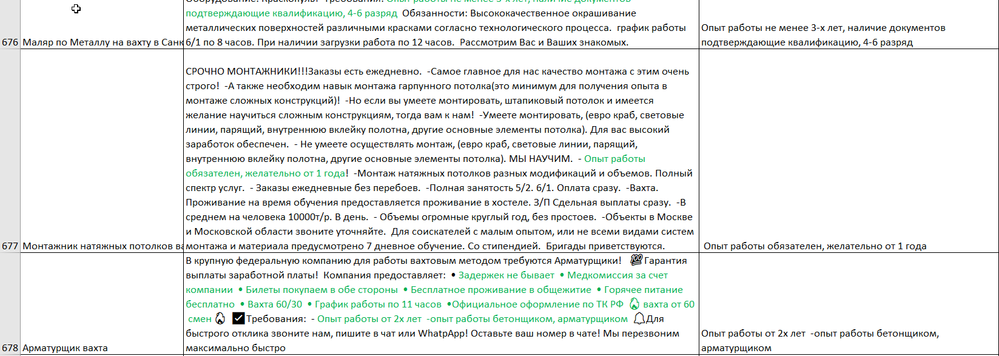 Оборудование: Краскопульт Требования: Опыт работы не менее 3-х лет, наличие документов
подтверждающие квалификацию, 4-6 разряд  Обязанности: Высококачественное окрашивание
металлических поверхностей различными красками согласно технологического процесса.  график работы
6/1 по 8 часов. При наличии загрузки работа по 12 часов.  Рассмотрим Вас и Ваших знакомых.
676 Маляр по Металлу на вахту в Санк
Опыт работы не менее 3-х лет, наличие документов
подтверждающие квалификацию, 4-6 разряд
СРОЧНО МОНТАЖНИКИ!!!Заказы есть ежедневно.  -Самое главное для нас качество монтажа с этим очень
строго!  -А также необходим навык монтажа гарпунного потолка(это минимум для получения опыта в
монтаже сложных конструкций)!  -Но если вы умеете монтировать, штапиковый потолок и имеется
желание научиться сложным конструкциям, тогда вам к нам!  -Умеете монтировать, (евро краб, световые
линии, парящий, внутреннюю вклейку полотна, другие основные элементы потолка). Для вас высокий
заработок обеспечен.  - Не умеете осуществлять монтаж, (евро краб, световые линии, парящий,
внутреннюю вклейку полотна, другие основные элементы потолка). МЫ НАУЧИМ.  - Опыт работы
обязателен, желательно от 1 года!  -Монтаж натяжных потолков разных модификаций и объемов. Полный
спектр услуг.  - Заказы ежедневные без перебоев.  -Полная занятость 5/2. 6/1. Оплата сразу.  -Вахта.
Проживание на время обучения предоставляется проживание в хостеле. З/П Сдельная выплаты сразу.  -В
среднем на человека 10000т/р. В день.  - Объемы огромные круглый год, без простоев.  -Объекты в Москве
и Московской области звоните уточняйте.  Для соискателей с малым опытом, или не всеми видами систем
монтажа и материала предусмотрено 7 дневное обучение. Со стипендией.  Бригады приветствуются.
677 Монтажник натяжных потолков ва
Опыт работы обязателен, желательно от 1 года
В крупную федеральную компанию для работы вахтовым методом требуются Арматурщики!  💯Гарантия
выплаты заработной платы!  Компания предоставляет:  • Задержек не бывает  • Медкомиссия за счет
компании  • Билеты покупаем в обе стороны  • Бесплатное проживание в общежитие  • Горячее питание
бесплатно  • Вахта 60/30  • График работы по 11 часов  •Официальное оформление по ТК РФ  🔥 вахта от 60
смен 🔥  ✅Требования:  - Опыт работы от 2х лет  -опыт работы бетонщиком, арматурщиком  🔔Для
быстрого отклика звоните нам, пишите в чат или WhatpApp! Оставьте ваш номер в чате! Мы перезвоним
максимально быстро
678 Арматурщик вахта
Опыт работы от 2х лет  -опыт работы бетонщиком,
арматурщиком